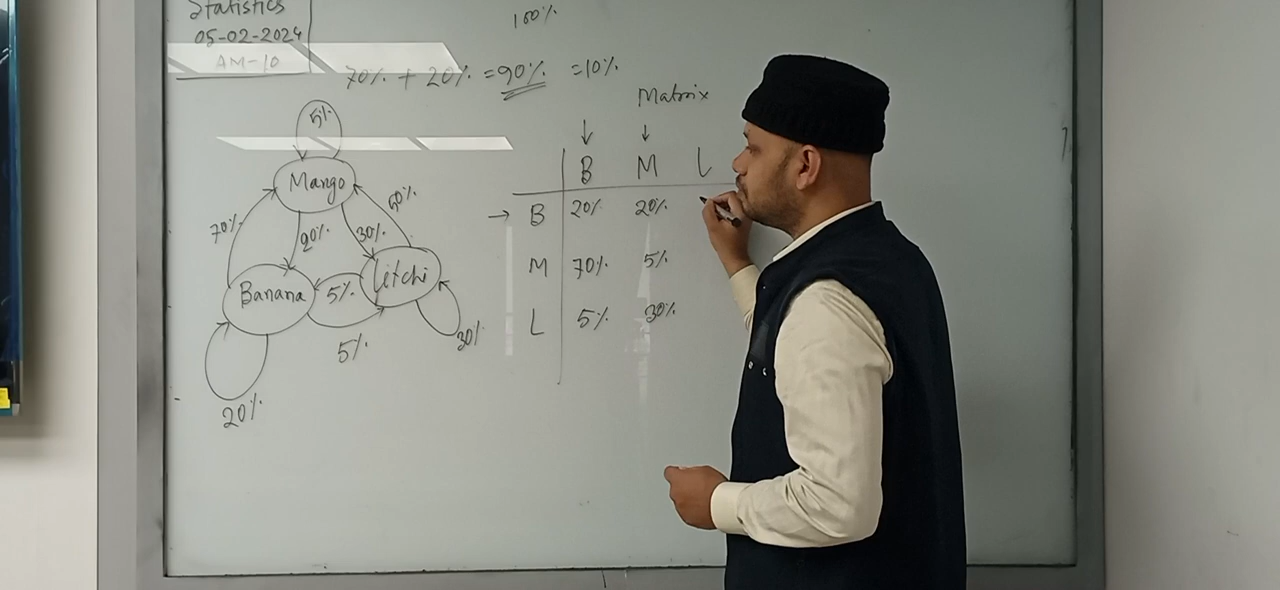 Statistics
05-02-2024
AM-10
100%
70% + 20% = 90% = 10%
Matrix
5%
Mango
70%
20%
30%
60%
Banana
5%
Litchi
5%
30%
20%
B M L
B 20% 20%
M 70% 5%
L 5% 30%